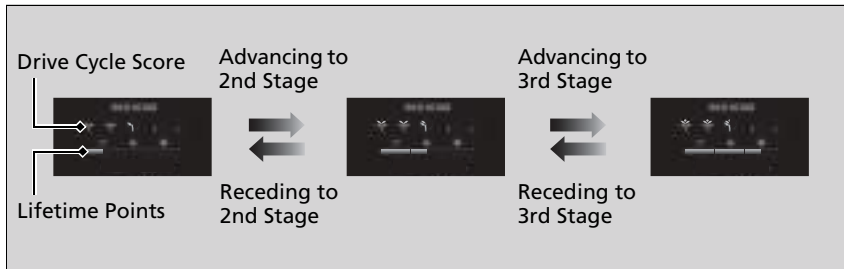 Drive Cycle Score
Lifetime Points
Advancing to
2nd Stage
Receding to
2nd Stage
Advancing to
3rd Stage
Receding to
3rd Stage